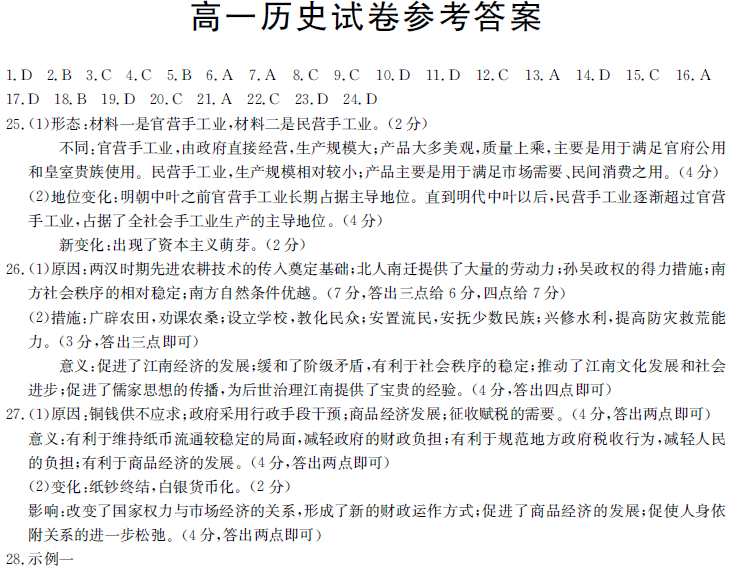 高一历史试卷参考答案
1. D 2. B 3. C 4. C 5. B 6. A 7. A 8. C 9. C 10. D 11. D 12. C 13. A 14. D 15. C 16. A
17. D 18. B 19. D 20. C 21. A 22. C 23. D 24. D
25. (1)形态:材料一是官营手工业,材料二是民营手工业。(2分)
不同:官营手工业,由政府直接经营,生产规模大;产品大多美观,质量上乘,主要是用于满足官府公用
和皇室贵族使用。民营手工业,生产规模相对较小;产品主要是用于满足市场需要、民间消费之用。(4分)
(2)地位变化:明朝中叶之前官营手工业长期占据主导地位。直到明代中叶以后,民营手工业逐渐超过官营
手工业,占据了全社会手工业生产的主导地位。(4分)
新变化:出现了资本主义萌芽。(2分)
26. (1)原因:两汉时期先进农耕技术的传入奠定基础;北人南迁提供了大量的劳动力;孙吴政权的得力措施;南
方社会秩序的相对稳定;南方自然条件优越。(7分,答出三点给6分,四点给7分)
(2)措施:广辟农田,劝课农桑;设立学校,教化民众;安置流民,安抚少数民族;兴修水利,提高防灾救荒能
力。(3分,答出三点即可)
意义:促进了江南经济的发展;缓和了阶级矛盾,有利于社会秩序的稳定;推动了江南文化发展和社会
进步;促进了儒家思想的传播,为后世治理江南提供了宝贵的经验。(4分,答出四点即可)
27. (1)原因:铜钱供不应求;政府采用行政手段干预;商品经济发展;征收赋税的需要。(4分,答出两点即可)
意义:有利于维持纸币流通较稳定的局面,减轻政府的财政负担;有利于规范地方政府税收行为,减轻人民
的负担;有利于商品经济的发展。(4分,答出两点即可)
(2)变化:纸钞终结,白银货币化。(2分)
影响:改变了国家权力与市场经济的关系,形成了新的财政运作方式;促进了商品经济的发展;促使人身依
附关系的进一步松弛。(4分,答出两点即可)
28. 示例一